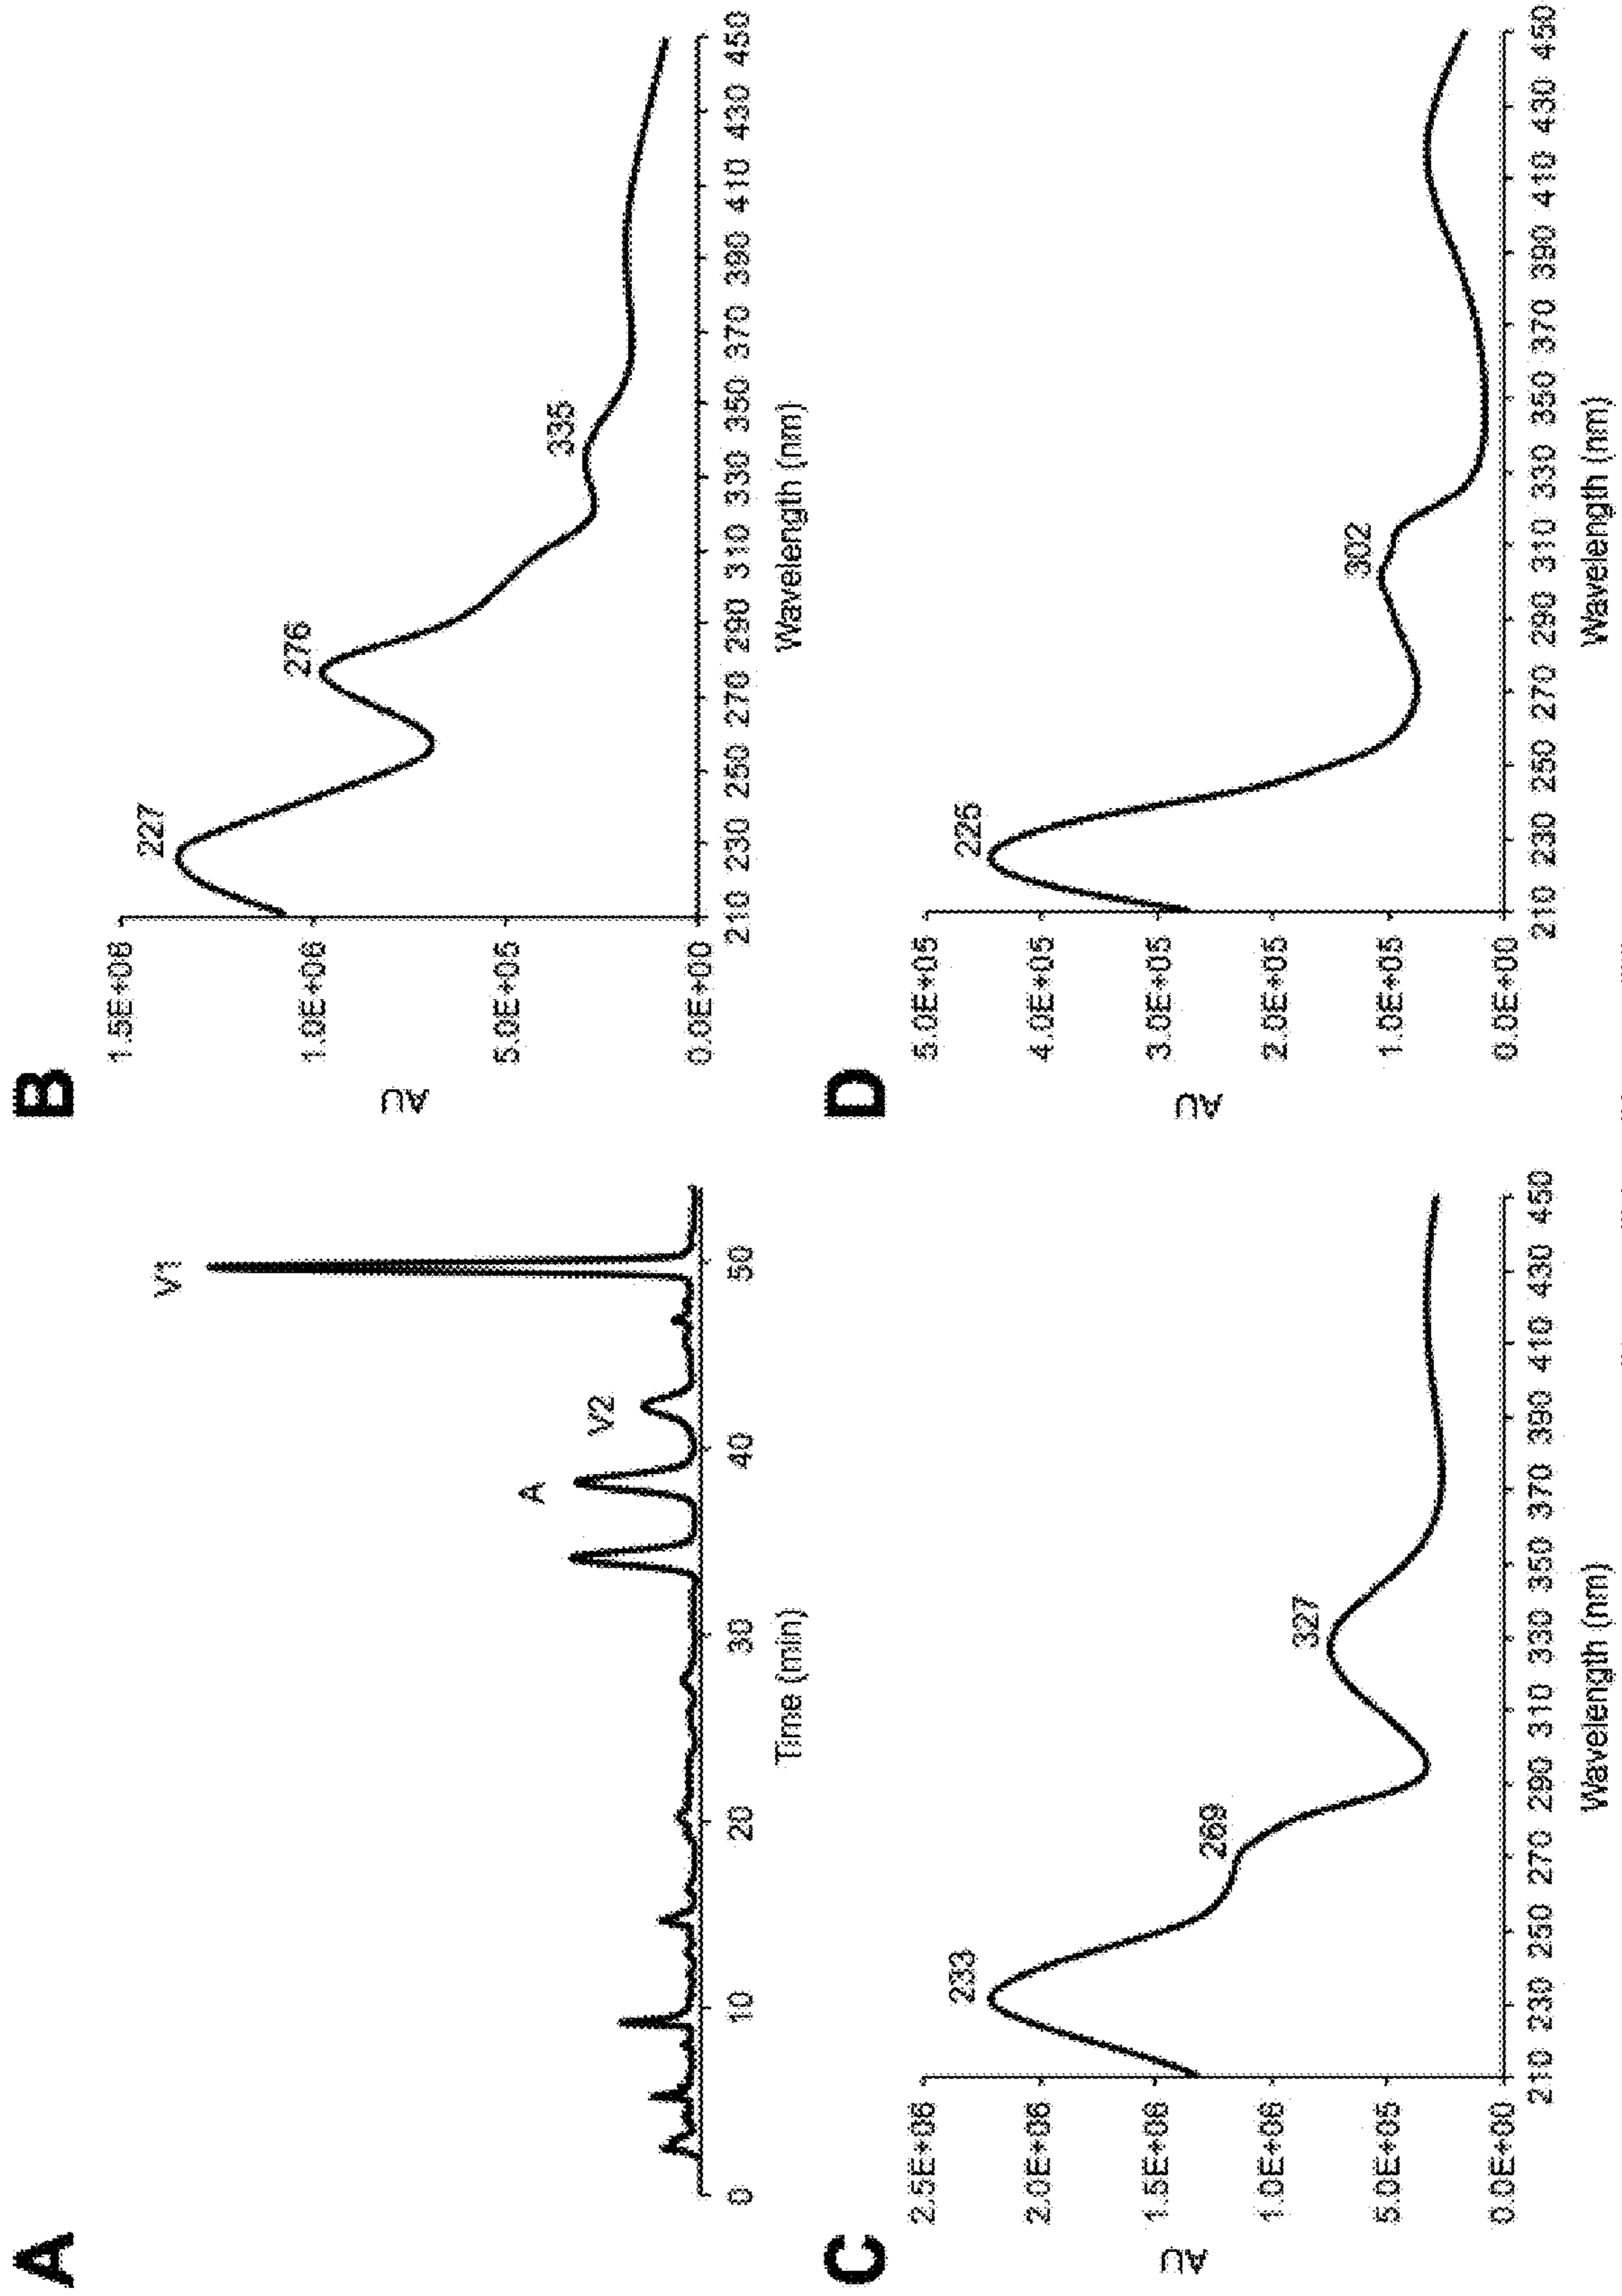 A
V1
A
V2
0 10 20 30 40 50
Time (min)
B
AU
1.5E+06
1.0E+06
5.0E+05
0.0E+00
227
276
335
210 230 250 270 290 310 330 350 370 390 410 430 450
Wavelength (nm)
C
AU
2.5E+06
2.0E+06
1.5E+06
1.0E+06
5.0E+05
0.0E+00
233
269
327
210 230 250 270 290 310 330 350 370 390 410 430 450
Wavelength (nm)
D
AU
5.0E+05
4.0E+05
3.0E+05
2.0E+05
1.0E+05
0.0E+00
225
302
210 230 250 270 290 310 330 350 370 390 410 430 450
Wavelength (nm)